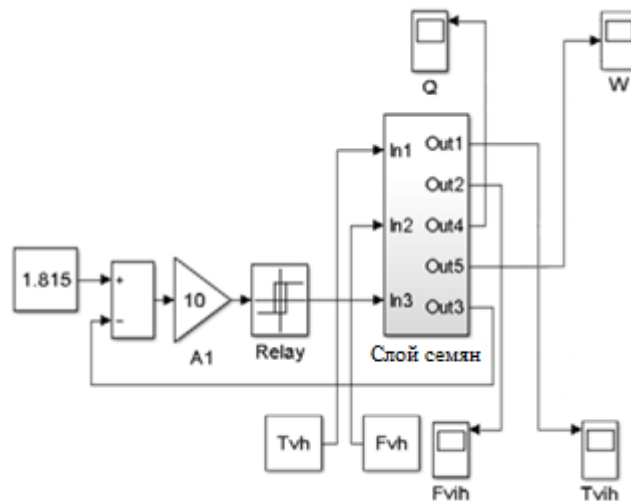 Q
W
In1
Out1
Out2
In2
Out4
Out5
In3
Out3
1.815
+
−
10
A1
Relay
Слой семян
Tvh
Fvh
Fvih
Tvih